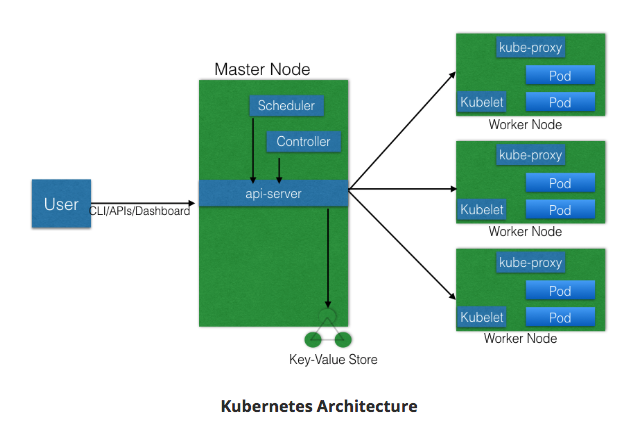 Master Node
Scheduler
Controller
api-server
User
CLI/APIs/Dashboard
Key-Value Store
kube-proxy
Pod
Kubelet
Pod
Worker Node
kube-proxy
Pod
Kubelet
Pod
Worker Node
kube-proxy
Pod
Kubelet
Pod
Worker Node
Kubernetes Architecture